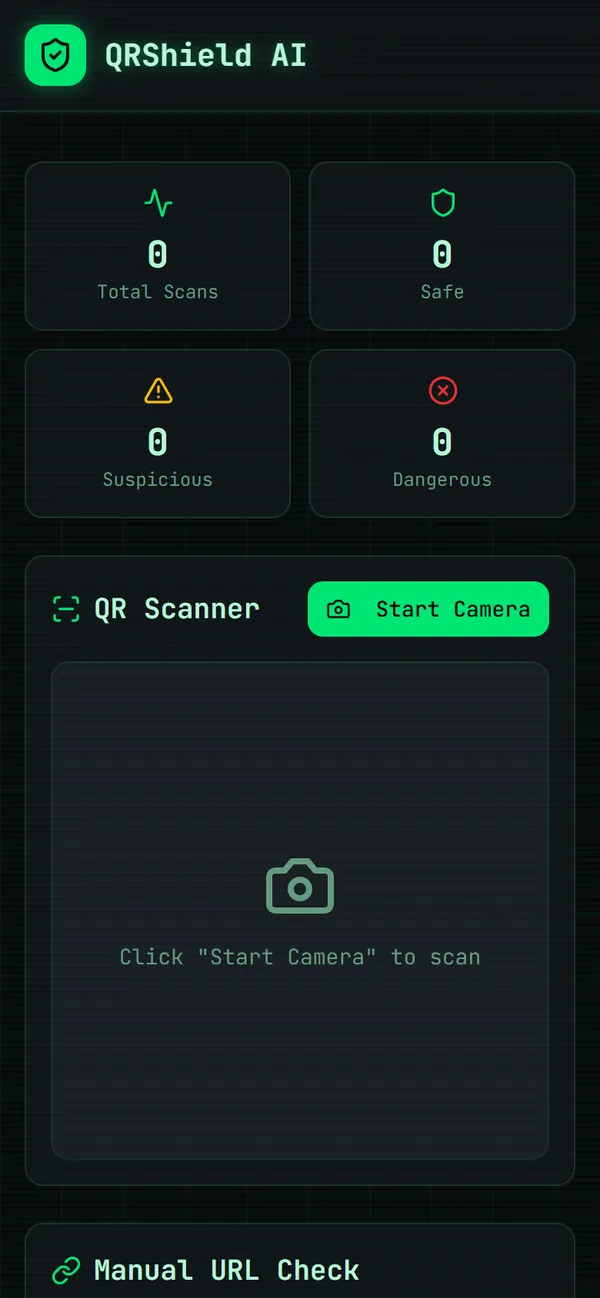 QRShield AI
0
Total Scans
0
Safe
0
Suspicious
0
Dangerous
QR Scanner
Start Camera
Click "Start Camera" to scan
Manual URL Check